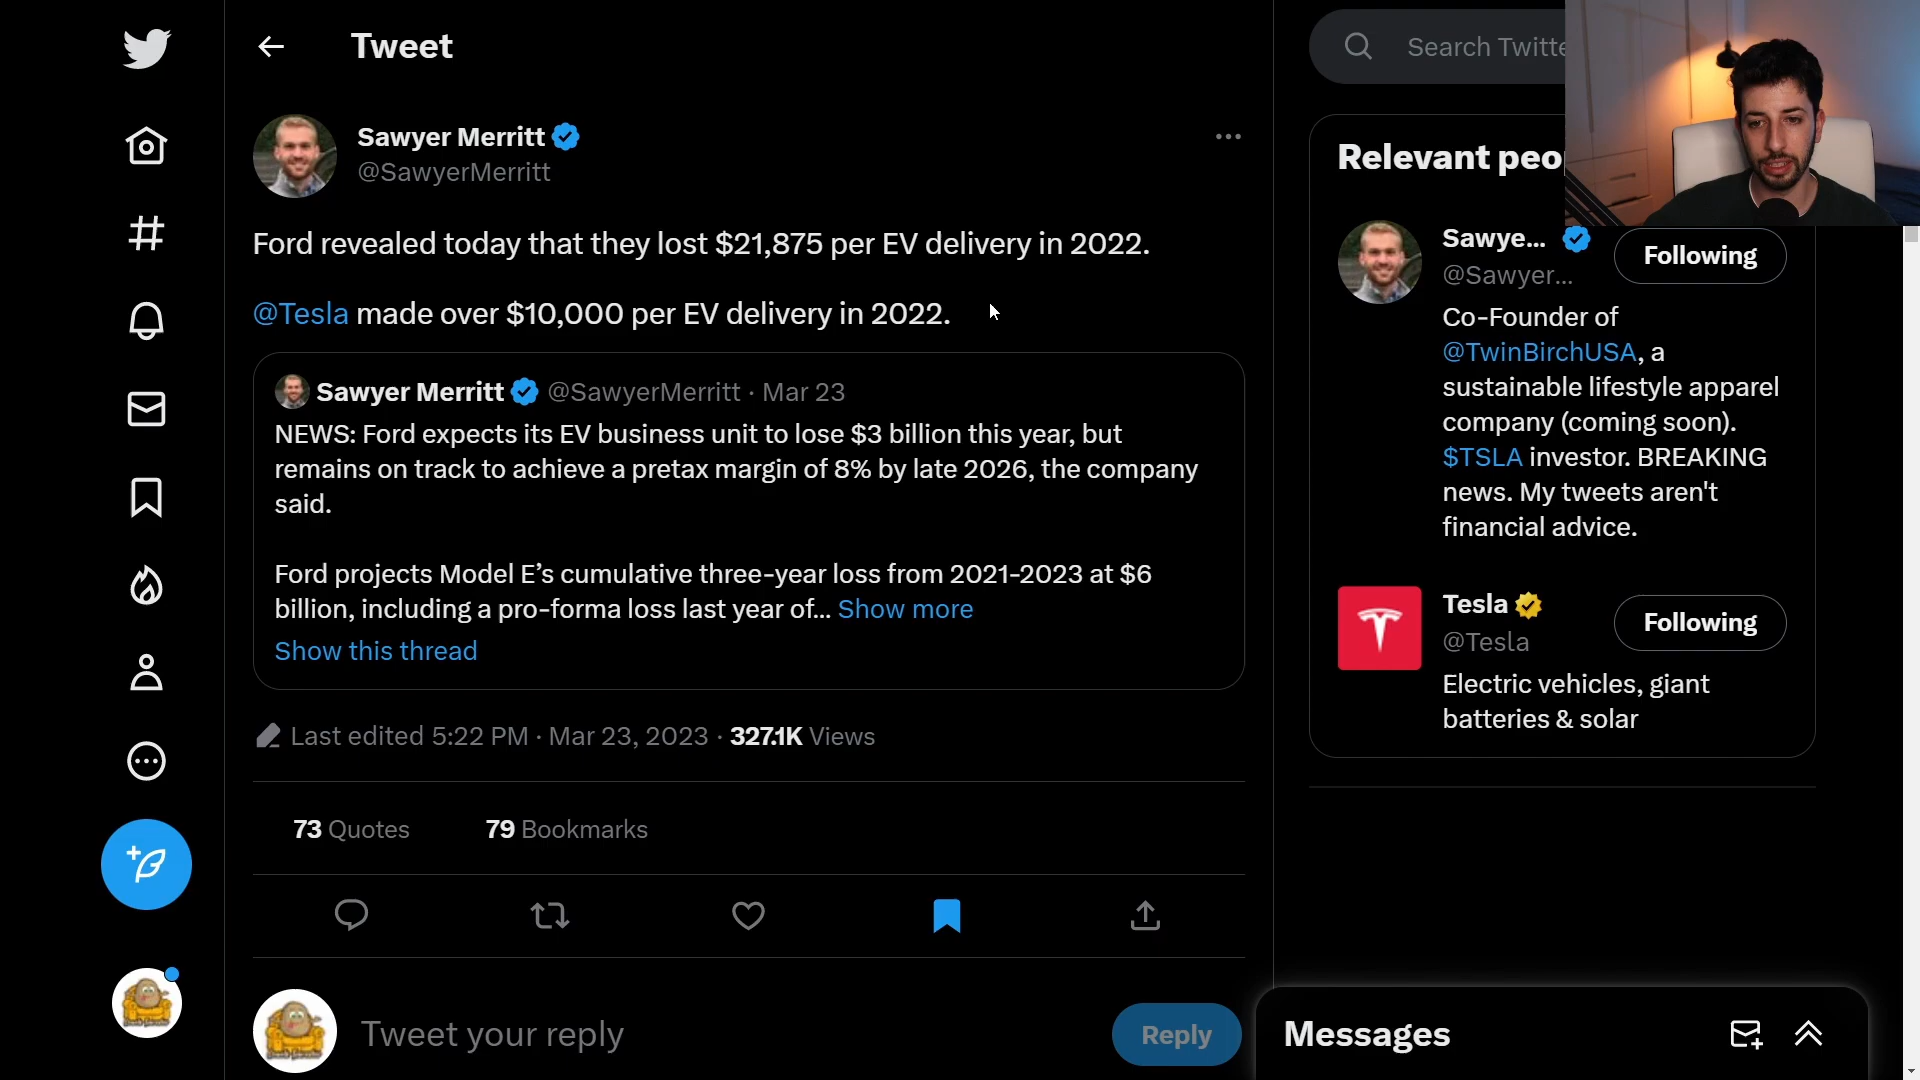 Tweet
Search Twitte
Sawyer Merritt
@SawyerMerritt
Ford revealed today that they lost $21,875 per EV delivery in 2022.
@Tesla made over $10,000 per EV delivery in 2022.
Sawyer Merritt @SawyerMerritt · Mar 23
NEWS: Ford expects its EV business unit to lose $3 billion this year, but
remains on track to achieve a pretax margin of 8% by late 2026, the company
said.
Ford projects Model E’s cumulative three-year loss from 2021-2023 at $6
billion, including a pro-forma loss last year of... Show more
Show this thread
Last edited 5:22 PM · Mar 23, 2023 · 327.1K Views
73 Quotes 79 Bookmarks
Tweet your reply
Reply
Relevant peo
Sawye...
@Sawyer...
Following
Co-Founder of
@TwinBirchUSA, a
sustainable lifestyle apparel
company (coming soon).
$TSLA investor. BREAKING
news. My tweets aren't
financial advice.
Tesla
@Tesla
Following
Electric vehicles, giant
batteries & solar
Messages